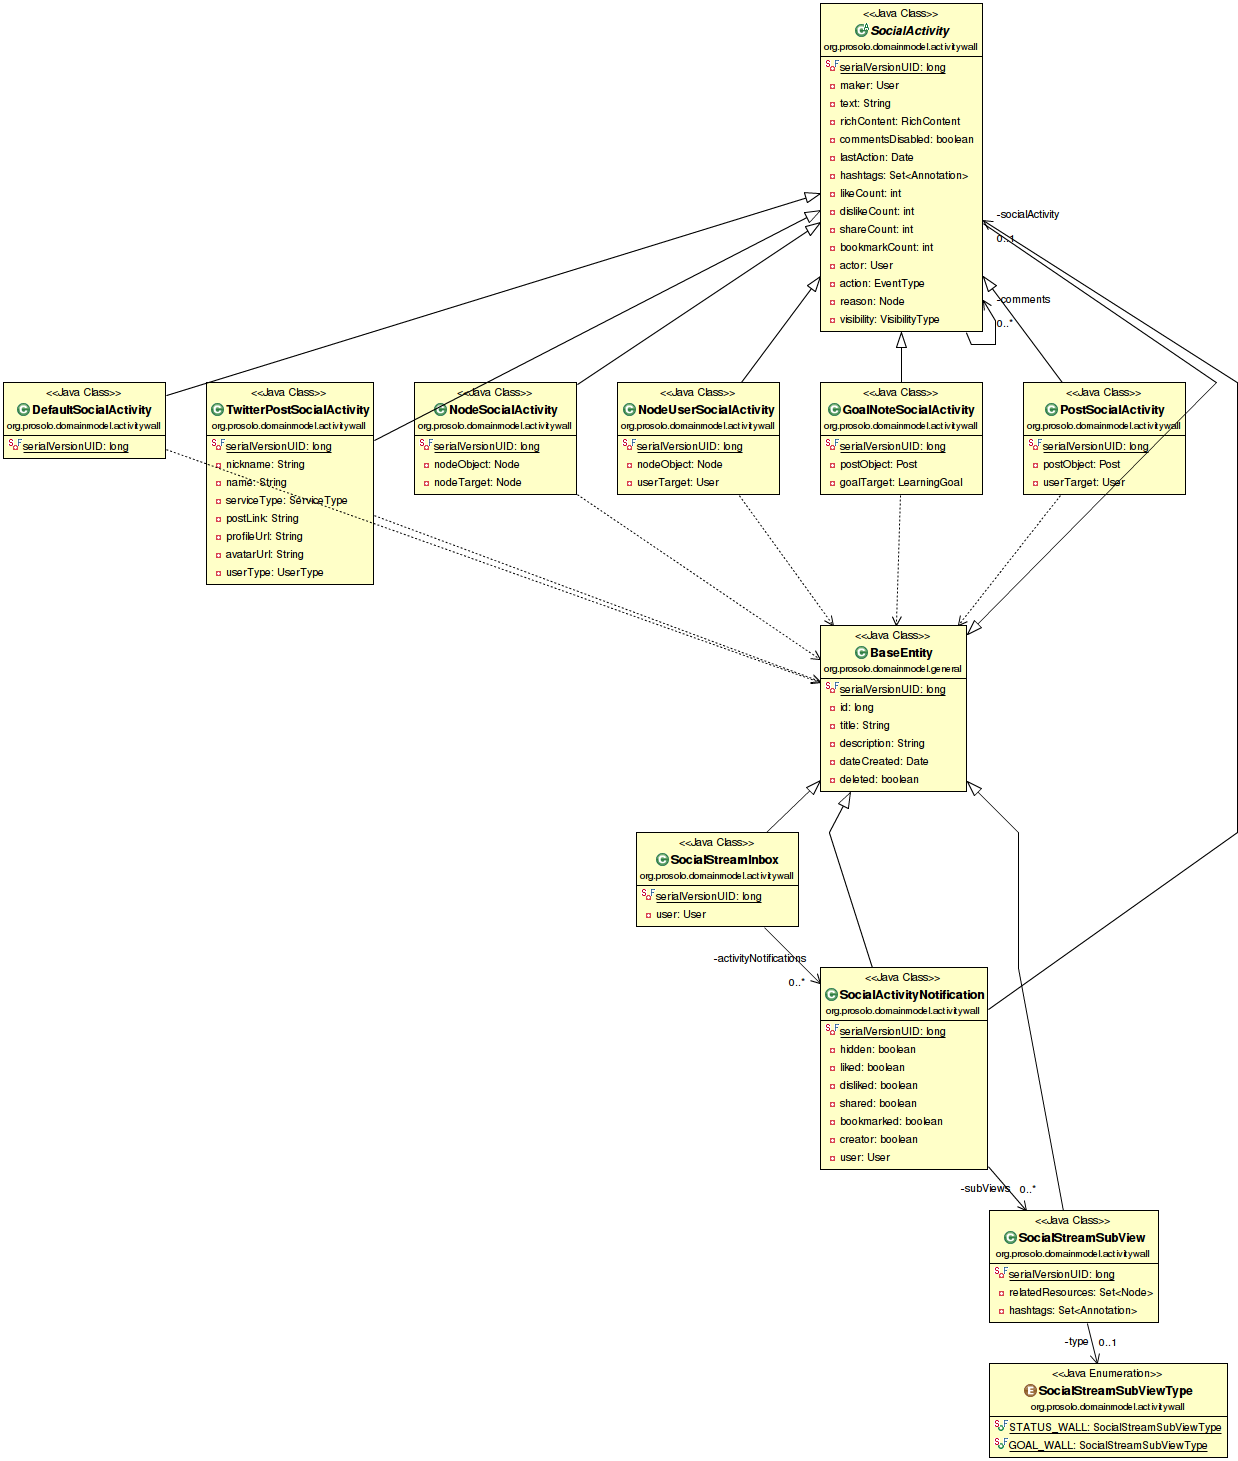 <<Java Class>>
SocialActivity
org.prosolo.domainmodel.activitywall
serialVersionUID: long
maker: User
text: String
richContent: RichContent
commentsDisabled: boolean
lastAction: Date
hashtags: Set<Annotation>
likeCount: int
dislikeCount: int
shareCount: int
bookmarkCount: int
actor: User
action: EventType
reason: Node
visibility: VisibilityType
-socialActivity
0..1
-comments
0..*
<<Java Class>>
DefaultSocialActivity
org.prosolo.domainmodel.activitywall
serialVersionUID: long
<<Java Class>>
TwitterPostSocialActivity
org.prosolo.domainmodel.activitywall
serialVersionUID: long
nickname: String
name: String
serviceType: ServiceType
postLink: String
profileUrl: String
avatarUrl: String
userType: UserType
<<Java Class>>
NodeSocialActivity
org.prosolo.domainmodel.activitywall
serialVersionUID: long
nodeObject: Node
nodeTarget: Node
<<Java Class>>
NodeUserSocialActivity
org.prosolo.domainmodel.activitywall
serialVersionUID: long
nodeObject: Node
userTarget: User
<<Java Class>>
GoalNoteSocialActivity
org.prosolo.domainmodel.activitywall
serialVersionUID: long
postObject: Post
goalTarget: LearningGoal
<<Java Class>>
PostSocialActivity
org.prosolo.domainmodel.activitywall
serialVersionUID: long
postObject: Post
userTarget: User
<<Java Class>>
BaseEntity
org.prosolo.domainmodel.general
serialVersionUID: long
id: long
title: String
description: String
dateCreated: Date
deleted: boolean
<<Java Class>>
SocialStreamInbox
org.prosolo.domainmodel.activitywall
serialVersionUID: long
user: User
-activityNotifications
0..*
<<Java Class>>
SocialActivityNotification
org.prosolo.domainmodel.activitywall
serialVersionUID: long
hidden: boolean
liked: boolean
disliked: boolean
shared: boolean
bookmarked: boolean
creator: boolean
user: User
-subViews
0..*
<<Java Class>>
SocialStreamSubView
org.prosolo.domainmodel.activitywall
serialVersionUID: long
relatedResources: Set<Node>
hashtags: Set<Annotation>
-type
0..1
<<Java Enumeration>>
SocialStreamSubViewType
org.prosolo.domainmodel.activitywall
STATUS_WALL: SocialStreamSubViewType
GOAL_WALL: SocialStreamSubViewType